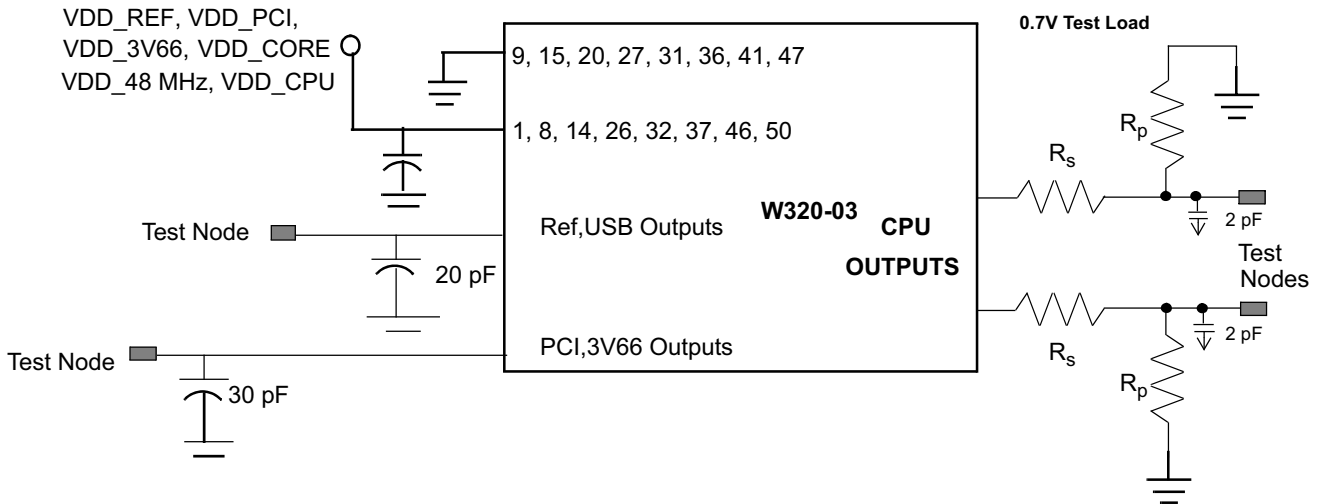 VDD_REF, VDD_PCI,
VDD_3V66, VDD_CORE
VDD_48 MHz, VDD_CPU
0.7V Test Load
9, 15, 20, 27, 31, 36, 41, 47
1, 8, 14, 26, 32, 37, 46, 50
Rp
Rs
W320-03
CPU
OUTPUTS
Test Node
Ref,USB Outputs
2 pF
20 pF
Test
Nodes
2 pF
Test Node
PCI,3V66 Outputs
Rs
Rp
30 pF